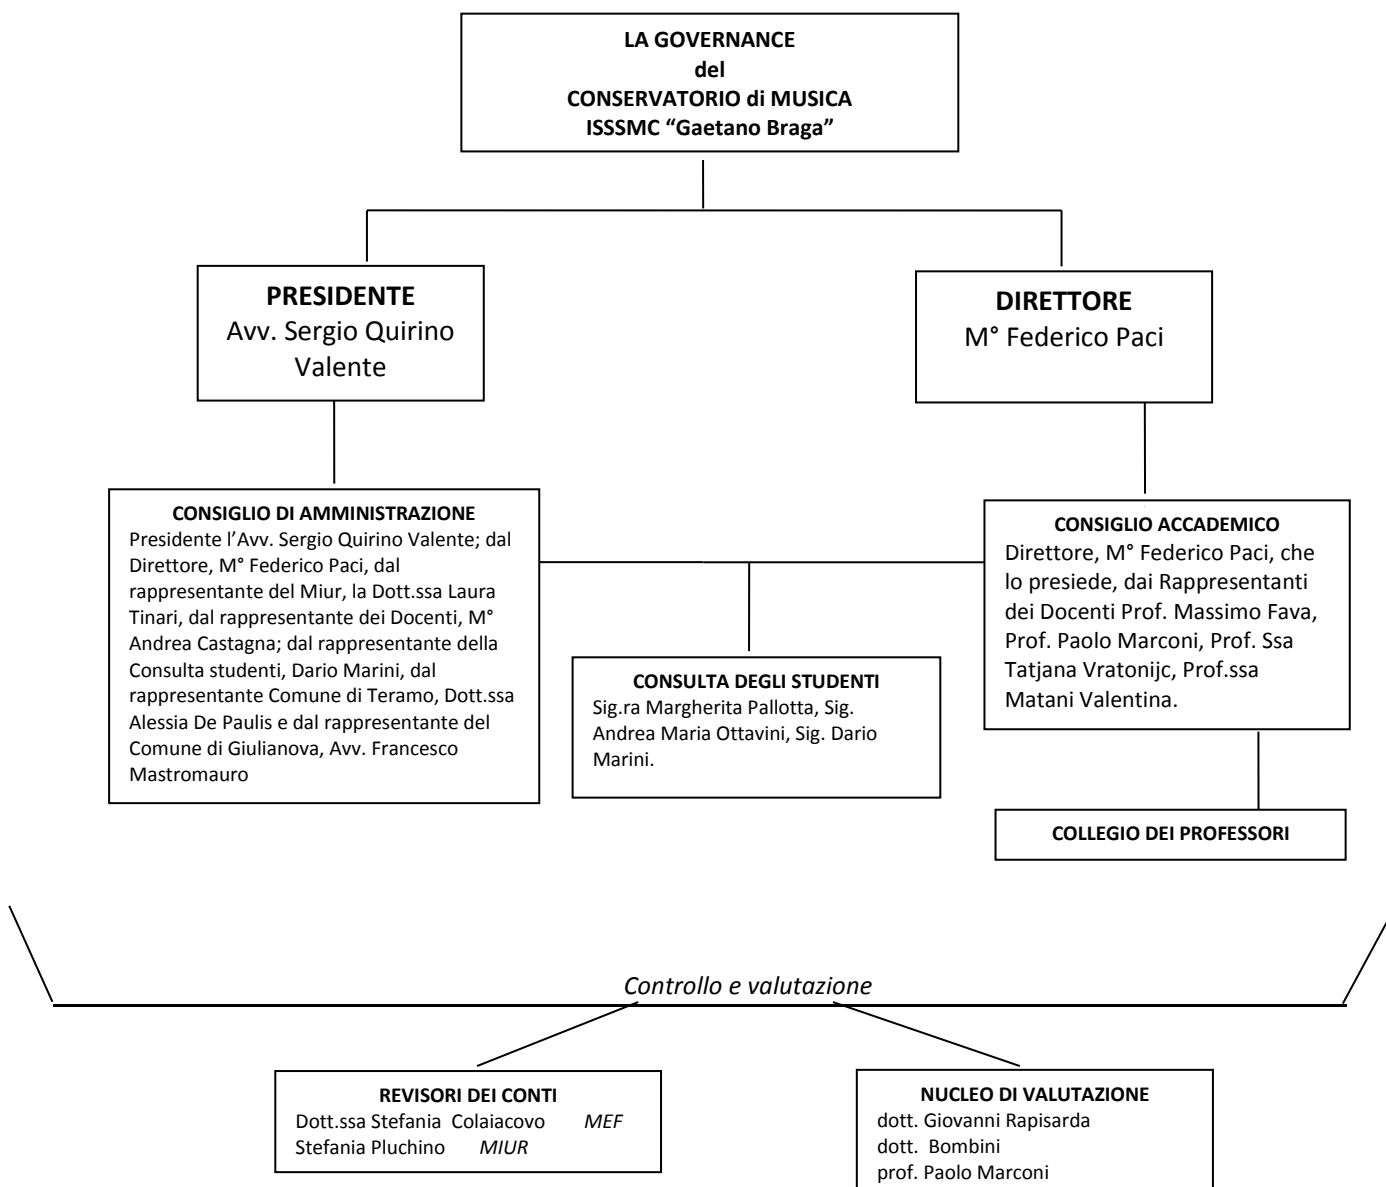 LA GOVERNANCE
del
CONSERVATORIO di MUSICA
ISSSMC “Gaetano Braga”
PRESIDENTE
Avv. Sergio Quirino
Valente
DIRETTORE
M° Federico Paci
CONSIGLIO DI AMMINISTRAZIONE
Presidente l’Avv. Sergio Quirino Valente; dal
Direttore, M° Federico Paci, dal
rappresentante del Miur, la Dott.ssa Laura
Tinari, dal rappresentante dei Docenti, M°
Andrea Castagna; dal rappresentante della
Consulta studenti, Dario Marini, dal
rappresentante Comune di Teramo, Dott.ssa
Alessia De Paulis e dal rappresentante del
Comune di Giulianova, Avv. Francesco
Mastromauro
CONSULTA DEGLI STUDENTI
Sig.ra Margherita Pallotta, Sig.
Andrea Maria Ottavini, Sig. Dario
Marini.
CONSIGLIO ACCADEMICO
Direttore, M° Federico Paci, che
lo presiede, dai Rappresentanti
dei Docenti Prof. Massimo Fava,
Prof. Paolo Marconi, Prof. Ssa
Tatjana Vratonijc, Prof.ssa
Matani Valentina.
COLLEGIO DEI PROFESSORI
Controllo e valutazione
REVISORI DEI CONTI
Dott.ssa Stefania Colaiacovo MEF
Stefania Pluchino MIUR
NUCLEO DI VALUTAZIONE
dott. Giovanni Rapisarda
dott. Bombini
prof. Paolo Marconi